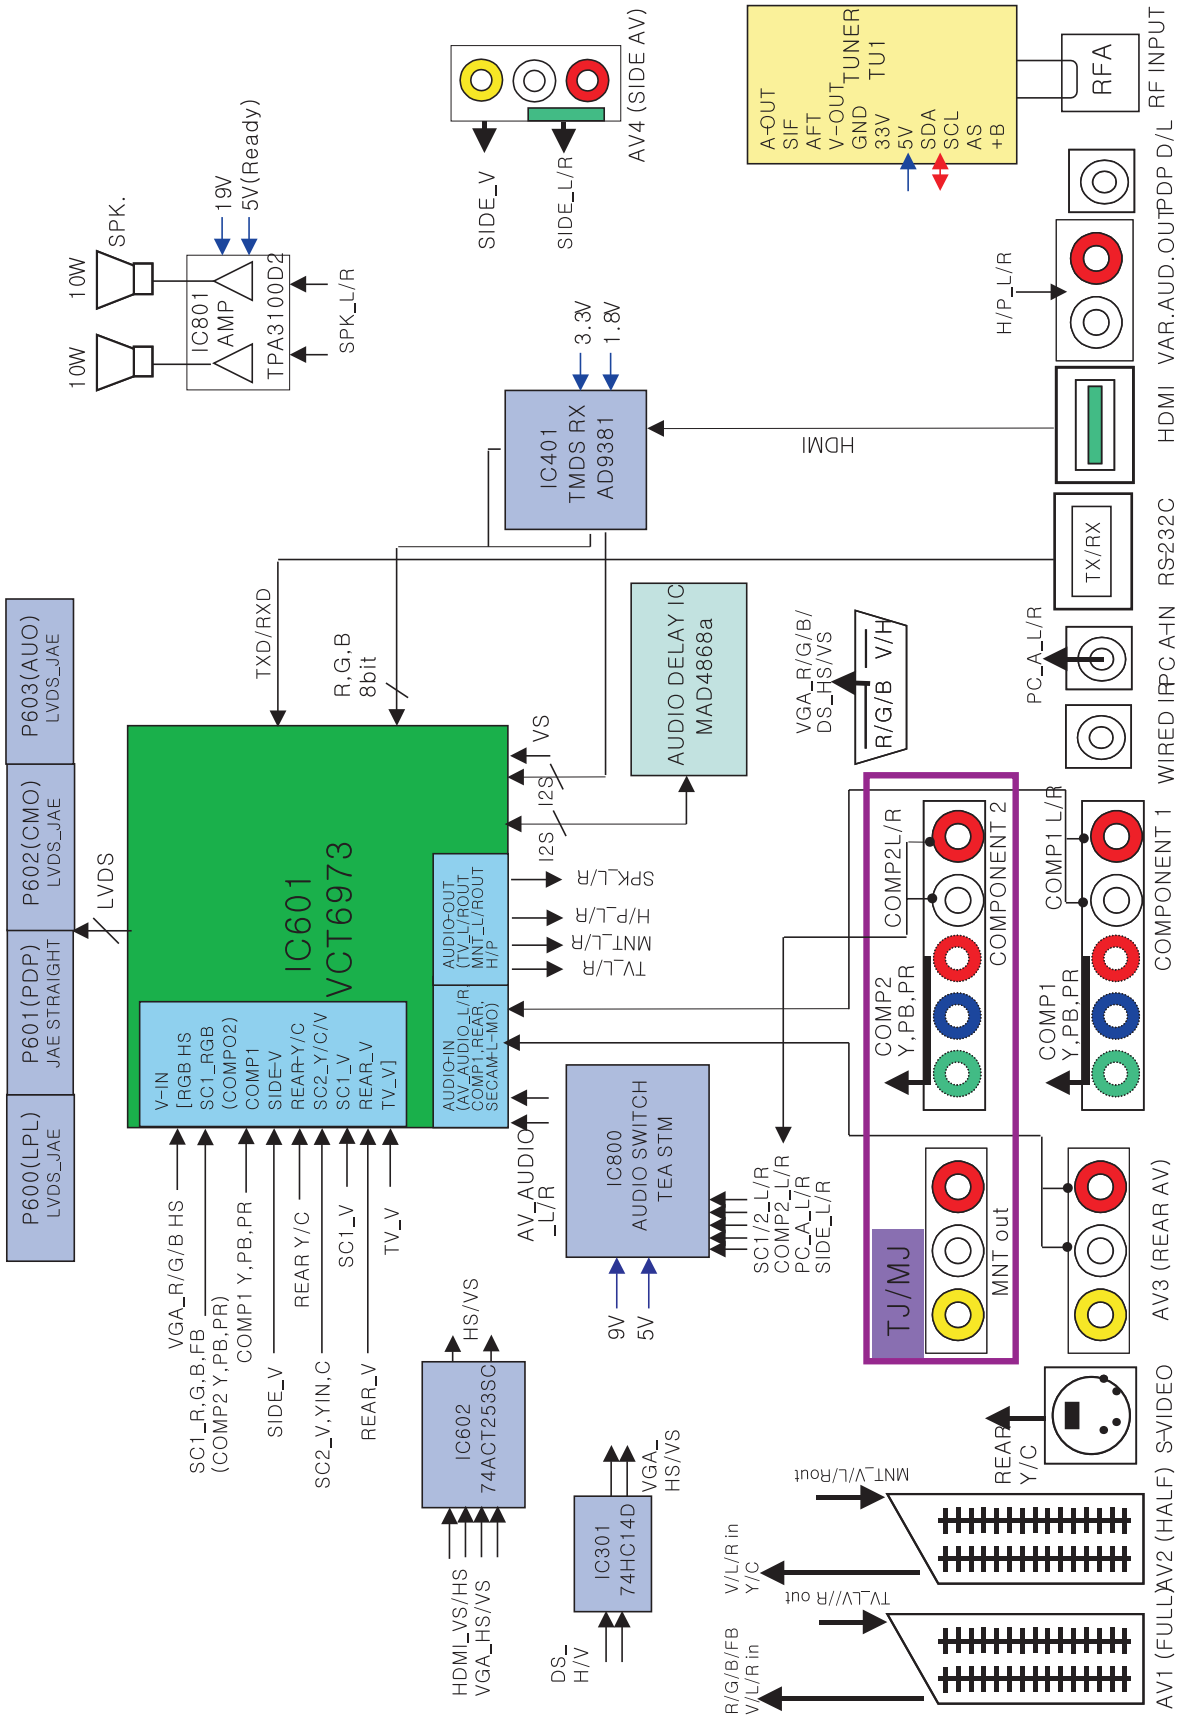 P603(AUO)
LVDS_JAE
P602(CMO)
LVDS_JAE
P601(PDP)
JAE STRAIGHT
P600(LPL)
LVDS_JAE
LVDS
10W
10W
SPK.
IC801
AMP
TPA3100D2
19V
5V(Ready)
SPK_L/R
SIDE_V
SIDE_L/R
AV4 (SIDE AV)
A-OUT
SIF
AFT
V-OUT
GND
33V
5V
SDA
SCL
AS
+B
TUNER
TU1
RFA
RF INPUT
PDP D/L
H/P_L/R
VAR.AUD.OUT
HDMI
HDMI
3.3V
1.8V
IC401
TMDS RX
AD9381
TX/RX
RS-232C
TXD/RXD
R,G,B
8bit
IC601
VCT6973
VS
I2S
I2S
AUDIO DELAY IC
MAD4868a
PC_A_L/R
PC A-IN
WIRED IR
VGA_R/G/B/
DS_HS/VS
R/G/B
V/H
V-IN
[RGB HS
SC1_RGB
(COMPO2)
COMP1
SIDE-V
REAR-Y/C
SC2_Y/C/V
SC1_V
REAR_V
TV_V]
AUDIO-OUT
(TV_L/ROUT
MNT_L/ROUT
H/P
AUDIO-IN
(AV_AUDIO_L/R,
COMP1,REAR,
SECAM-L-MO)
SPK_L/R
H/P_L/R
MNT_L/R
TV_L/R
VGA_R/G/B HS
SC1_R,G,B,FB
(COMP2 Y,PB,PR)
COMP1 Y,PB,PR
SIDE_V
REAR Y/C
SC2_V,YIN,C
SC1_V
REAR_V
TV_V
AV_AUDIO
_L/R
IC800
AUDIO SWITCH
TEA STM
9V
5V
SC1/2_L/R
COMP2_L/R
PC_A_L/R
SIDE_L/R
COMP2L/R
COMPONENT 2
COMP2
Y,PB,PR
COMP1 L/R
COMPONENT 1
COMP1
Y,PB,PR
TJ/MJ
MNT out
AV3 (REAR AV)
REAR
Y/C
S-VIDEO
IC602
74ACT253SC
HS/VS
HDMI_VS/HS
VGA_HS/VS
IC301
74HC14D
VGA_
HS/VS
DS_
H/V
MNT_V/L/Rout
V/L/R in
Y/C
AV2 (HALF)
TV_LV//R out
R/G/B/FB
V/L/R in
AV1 (FULL)